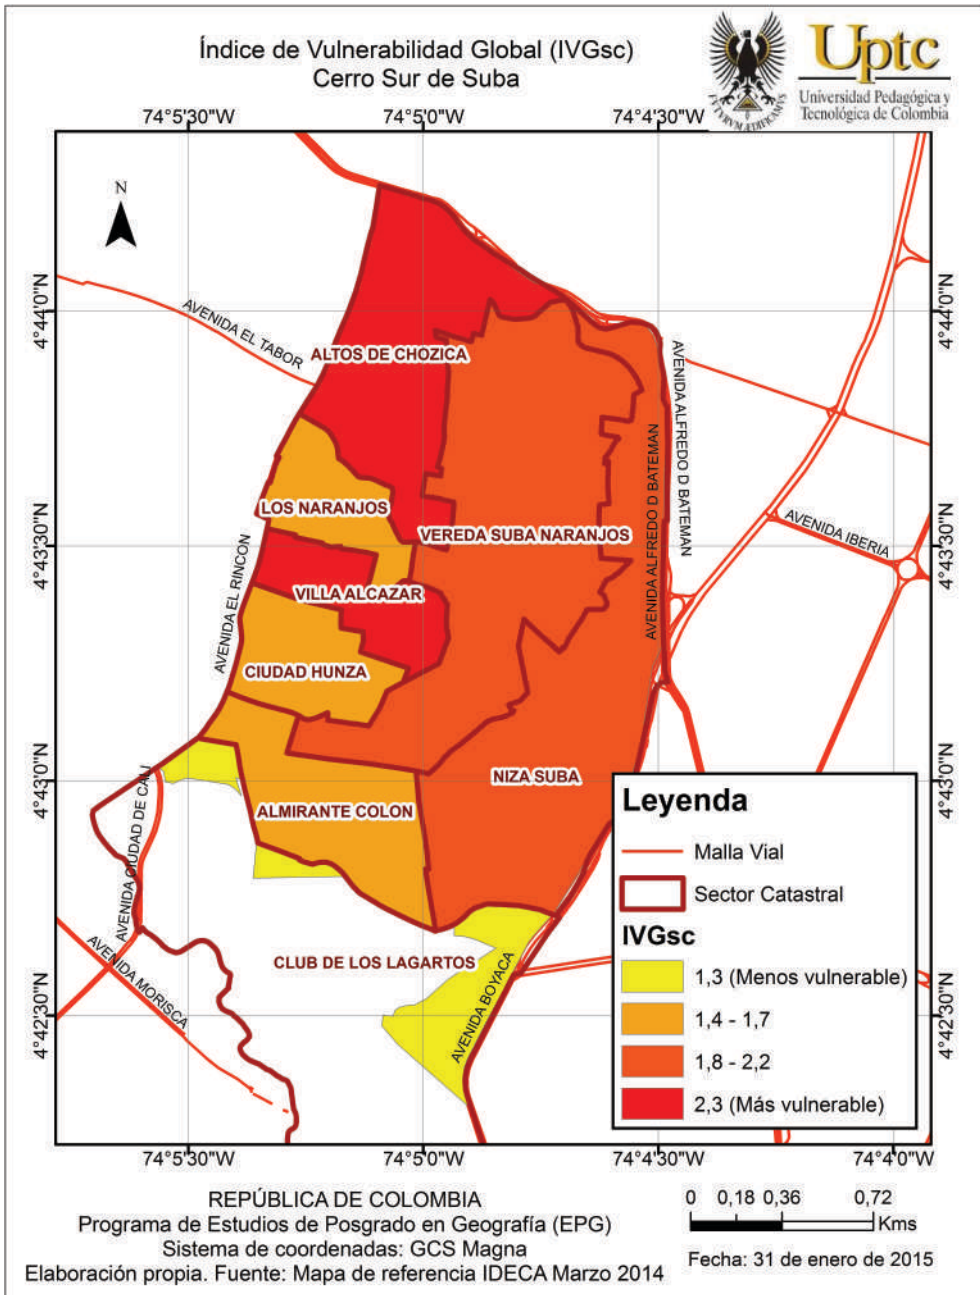 Índice de Vulnerabilidad Global (IVGsc)
Cerro Sur de Suba
Uptc
Universidad Pedagógica y
Tecnológica de Colombia
74°5'30"W
74°5'0"W
74°4'30"W
74°4'0"W
N
4°44'0"N
4°44'0"N
AVENIDA EL TABOR
ALTOS DE CHOZICA
AVENIDA ALFREDO D BATEMAN
AVENIDA ALFREDO D BATEMAN
LOS NARANJOS
VEREDA SUBA NARANJOS
AVENIDA IBERIA
4°43'30"N
4°43'30"N
AVENIDA EL RINCON
VILLA ALCAZAR
CIUDAD HUNZA
4°43'0"N
4°43'0"N
NIZA SUBA
ALMIRANTE COLON
AVENIDA CIUDAD DE CALI
AVENIDA MORISCA
CLUB DE LOS LAGARTOS
AVENIDA BOYACA
4°42'30"N
4°42'30"N
Leyenda
Malla Vial
Sector Catastral
IVGsc
1,3 (Menos vulnerable)
1,4 - 1,7
1,8 - 2,2
2,3 (Más vulnerable)
74°5'30"W
74°5'0"W
74°4'30"W
74°4'0"W
REPÚBLICA DE COLOMBIA
Programa de Estudios de Posgrado en Geografía (EPG)
Sistema de coordenadas: GCS Magna
Elaboración propia. Fuente: Mapa de referencia IDECA Marzo 2014
0 0,18 0,36 0,72
Kms
Fecha: 31 de enero de 2015